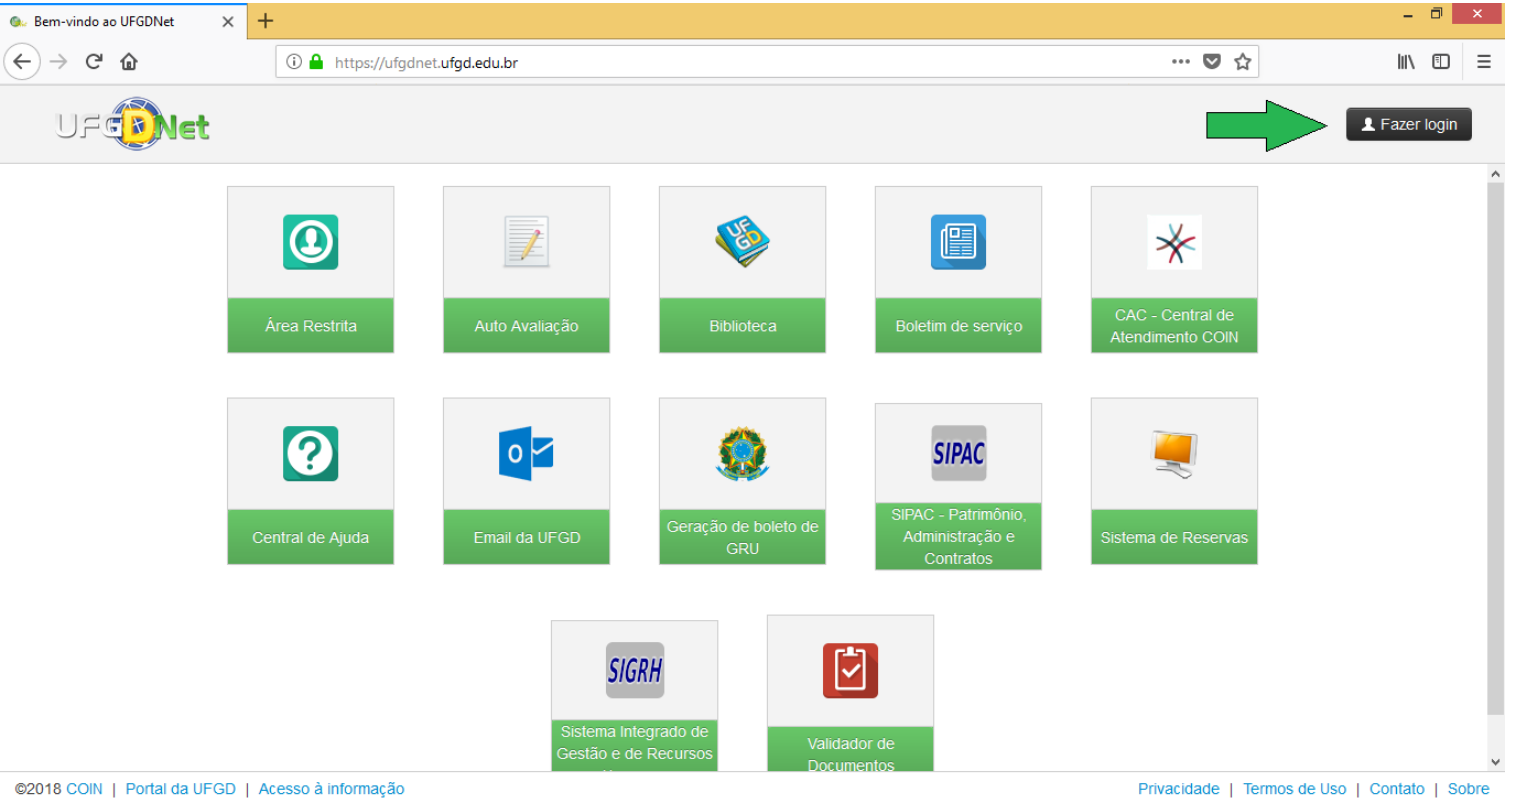 Bem-vindo ao UFGDNet
https://ufgdnet.ufgd.edu.br
UFGDNet
Fazer login
UFGD
Área Restrita
Auto Avaliação
Biblioteca
Boletim de serviço
CAC - Central de
Atendimento COIN
SIPAC
Central de Ajuda
Email da UFGD
Geração de boleto de
GRU
SIPAC - Patrimônio,
Administração e
Contratos
Sistema de Reservas
SIGRH
Sistema Integrado de
Gestão e de Recursos
Validador de
Documentos
©2018 COIN | Portal da UFGD | Acesso à informação
Privacidade | Termos de Uso | Contato | Sobre